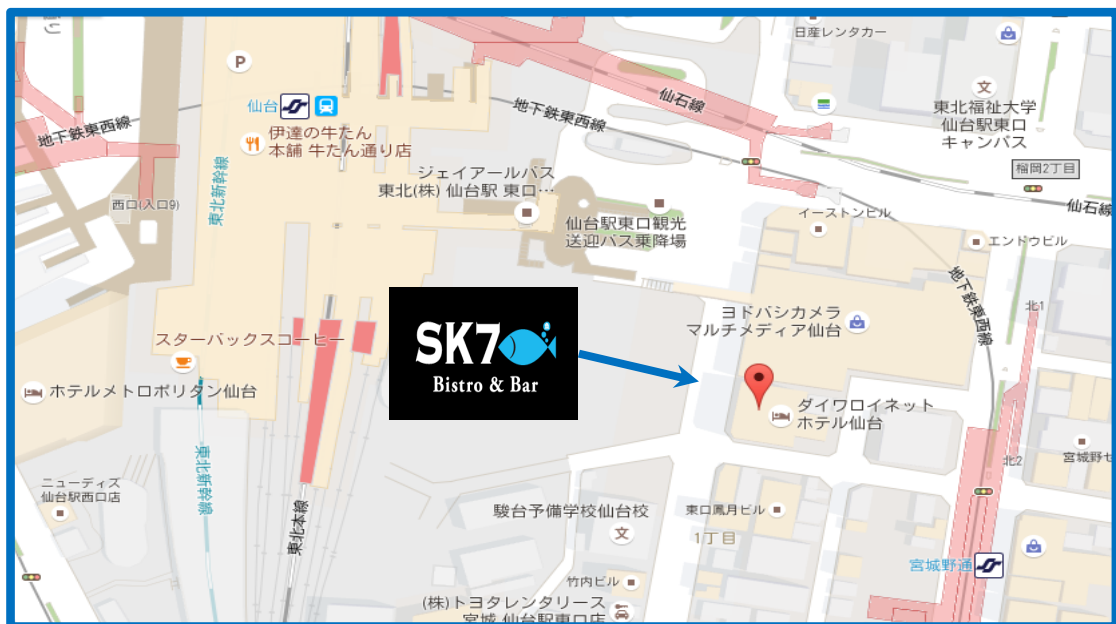 日産レンタカー
P
仙台
地下鉄東西線
仙石線
地下鉄東西線
文
東北福祉大学
仙台駅東口
キャンパス
伊達の牛たん
本舗 牛たん通り店
ジェイアールバス
東北(株) 仙台駅 東口…
榴岡2丁目
西口(入口9)
東北新幹線
仙台駅東口観光
送迎バス乗降場
イーストンビル
仙石線
エンドウビル
地下鉄東西線
北1
ヨドバシカメラ
マルチメディア仙台
SK7
Bistro & Bar
スターバックスコーヒー
ホテルメトロポリタン仙台
ダイワロイネット
ホテル仙台
北2
宮城野セ
東北新幹線
ニューディズ
仙台駅西口店
東北本線
駿台予備学校仙台校
文
東口鳳月ビル
1丁目
宮城野通
竹内ビル
(株)トヨタレンタリース
宮城 仙台駅東口店